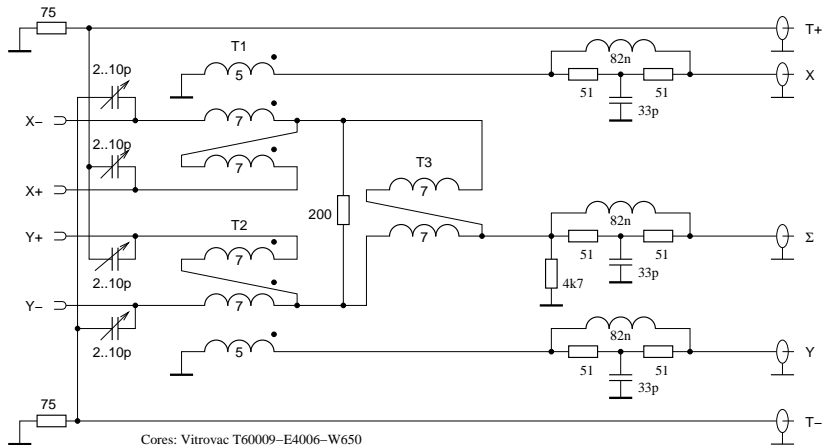 75
T+
T1
82n
2..10p
5
51
51
X
33p
X−
7
2..10p
7
T3
X+
7
200
Y+
T2
82n
7
7
Σ
2..10p
51
51
4k7
33p
Y−
7
82n
2..10p
5
51
51
Y
33p
75
T−
Cores: Vitrovac T60009−E4006−W650